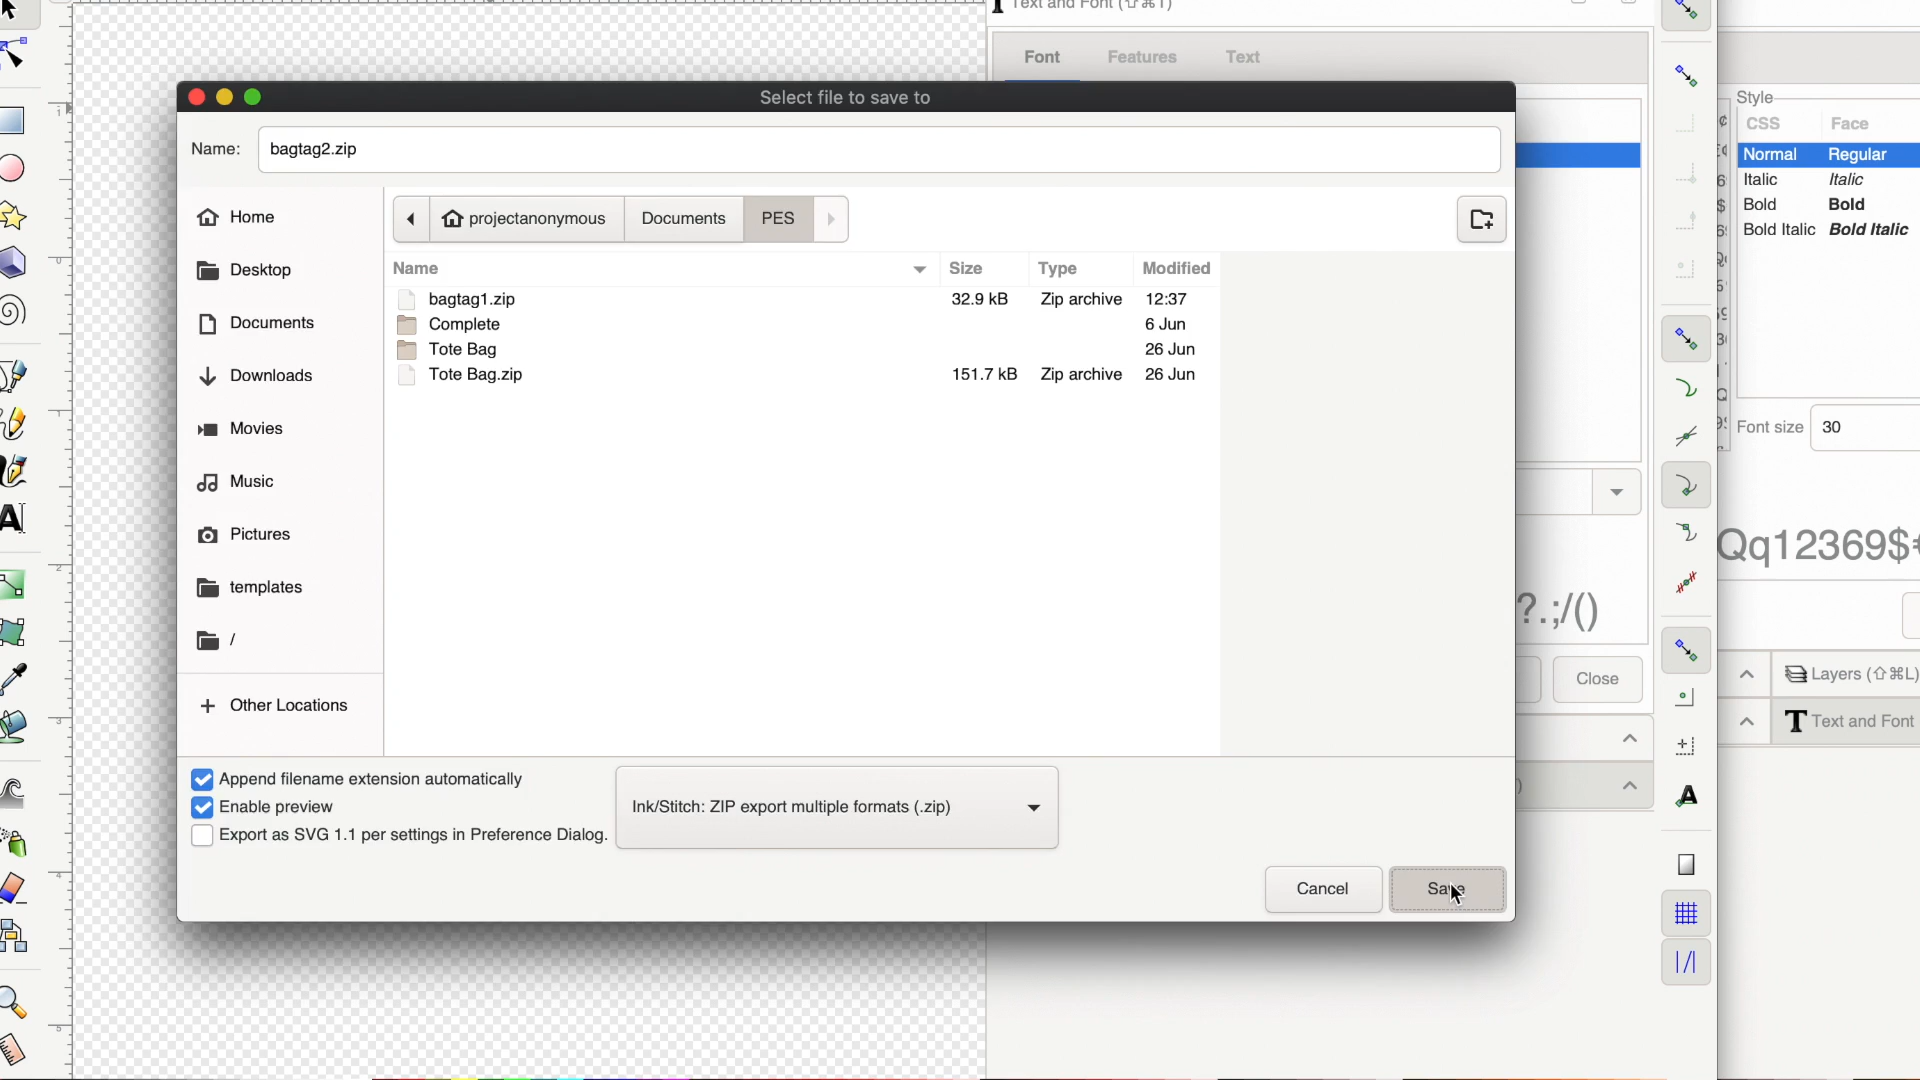 Text and Font (⇧⌘T)
Font Features Text
Select file to save to
Name: bagtag2.zip
Home
Desktop
Documents
Downloads
Movies
Music
Pictures
templates
/
Other Locations
projectanonymous Documents PES
Name Size Type Modified
bagtag1.zip 32.9 kB Zip archive 12:37
Complete 6 Jun
Tote Bag 26 Jun
Tote Bag.zip 151.7 kB Zip archive 26 Jun
Append filename extension automatically
Enable preview
Export as SVG 1.1 per settings in Preference Dialog.
Ink/Stitch: ZIP export multiple formats (.zip)
Cancel Save
?.;/()
Close
Style
CSS Face
Normal Regular
Italic Italic
Bold Bold
Bold Italic Bold Italic
Font size 30
Qq12369$
Layers (⇧⌘L)
Text and Font